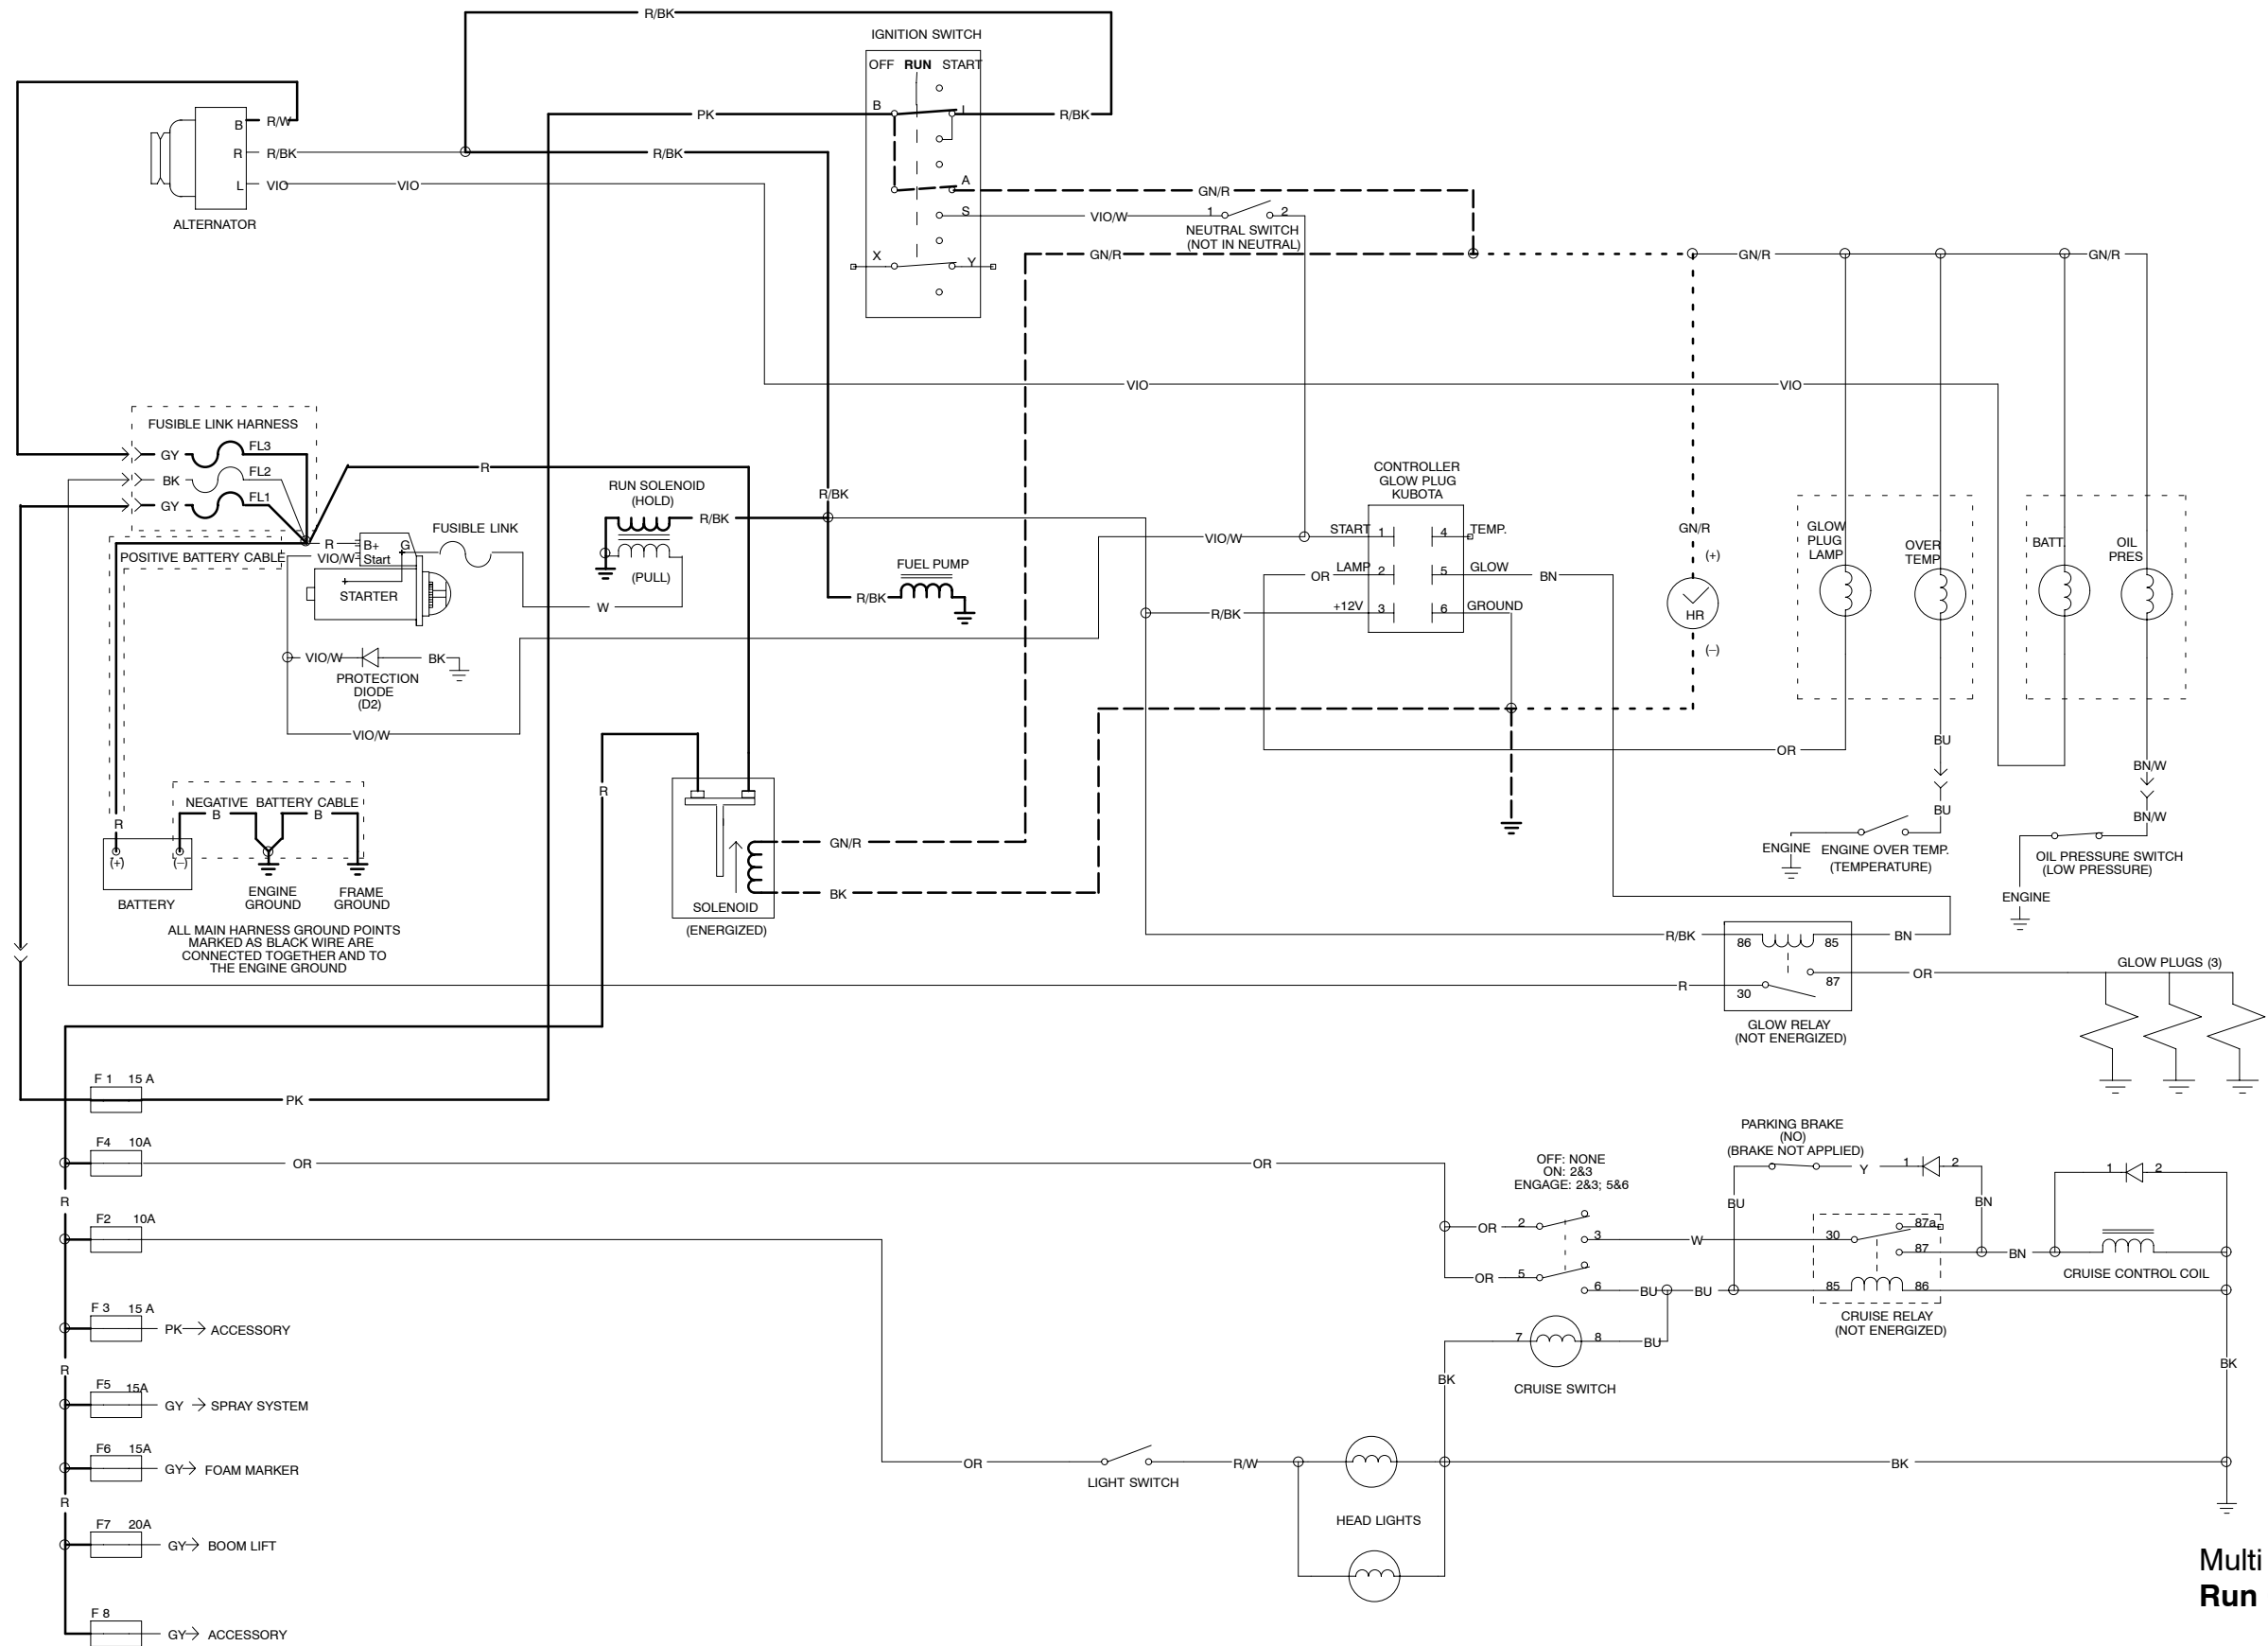 R/BK
IGNITION SWITCH
OFF RUN START
B
I
PK
R/BK
B
R/W
R
R/BK
R/BK
L
VIO
VIO
ALTERNATOR
A
GN/R
S
VIO/W
1
2
NEUTRAL SWITCH
(NOT IN NEUTRAL)
X
Y
GN/R
GN/R
GN/R
VIO
VIO
FUSIBLE LINK HARNESS
GY
FL3
BK
FL2
GY
FL1
R
RUN SOLENOID
(HOLD)
R/BK
R/BK
(PULL)
W
FUEL PUMP
R/BK
POSITIVE BATTERY CABLE
R
B+
G
VIO/W
Start
STARTER
FUSIBLE LINK
VIO/W
BK
PROTECTION
DIODE
(D2)
VIO/W
CONTROLLER
GLOW PLUG
KUBOTA
VIO/W
START
1
4
TEMP.
OR
LAMP
2
5
GLOW
BN
R/BK
+12V
3
6
GROUND
GN/R
(+)
HR
(–)
GLOW
PLUG
LAMP
OVER
TEMP
BATT.
OIL
PRES
OR
BU
BU
BN/W
BN/W
ENGINE
ENGINE OVER TEMP.
(TEMPERATURE)
OIL PRESSURE SWITCH
(LOW PRESSURE)
ENGINE
R
NEGATIVE BATTERY CABLE
B
B
R
(+)
(–)
BATTERY
ENGINE
GROUND
FRAME
GROUND
ALL MAIN HARNESS GROUND POINTS
MARKED AS BLACK WIRE ARE
CONNECTED TOGETHER AND TO
THE ENGINE GROUND
GN/R
BK
SOLENOID
(ENERGIZED)
R/BK
86
85
BN
R
30
87
OR
GLOW RELAY
(NOT ENERGIZED)
GLOW PLUGS (3)
F 1 15 A
PK
F4 10A
OR
OR
R
F2 10A
F 3 15 A
PK
ACCESSORY
R
F5 15A
GY
SPRAY SYSTEM
F6 15A
GY
FOAM MARKER
R
F7 20A
GY
BOOM LIFT
F 8
GY
ACCESSORY
OFF: NONE
ON: 2&3
ENGAGE: 2&3; 5&6
OR
2
3
W
OR
5
6
BU
BU
7
8
BU
CRUISE SWITCH
BK
PARKING BRAKE
(NO)
(BRAKE NOT APPLIED)
Y
1
2
BU
BN
30
87a
87
85
86
CRUISE RELAY
(NOT ENERGIZED)
BN
1
2
CRUISE CONTROL COIL
BK
OR
LIGHT SWITCH
R/W
HEAD LIGHTS
BK
Multi
Run